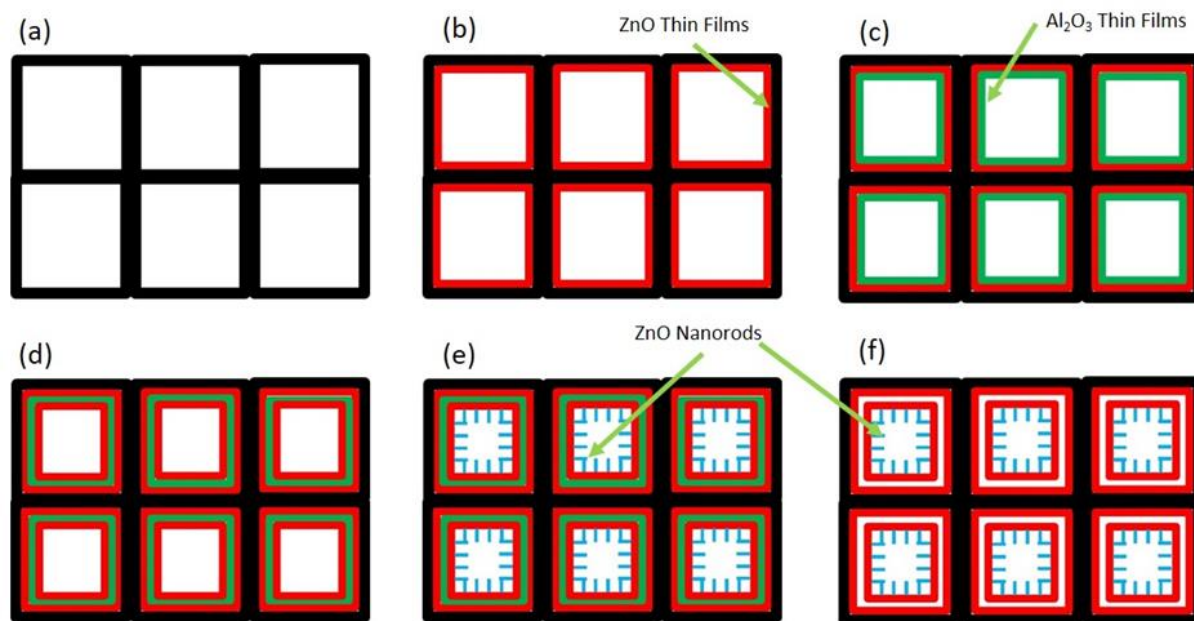 (a)
(b)
ZnO Thin Films
(c)
Al₂O₃ Thin Films
(d)
(e)
ZnO Nanorods
(f)